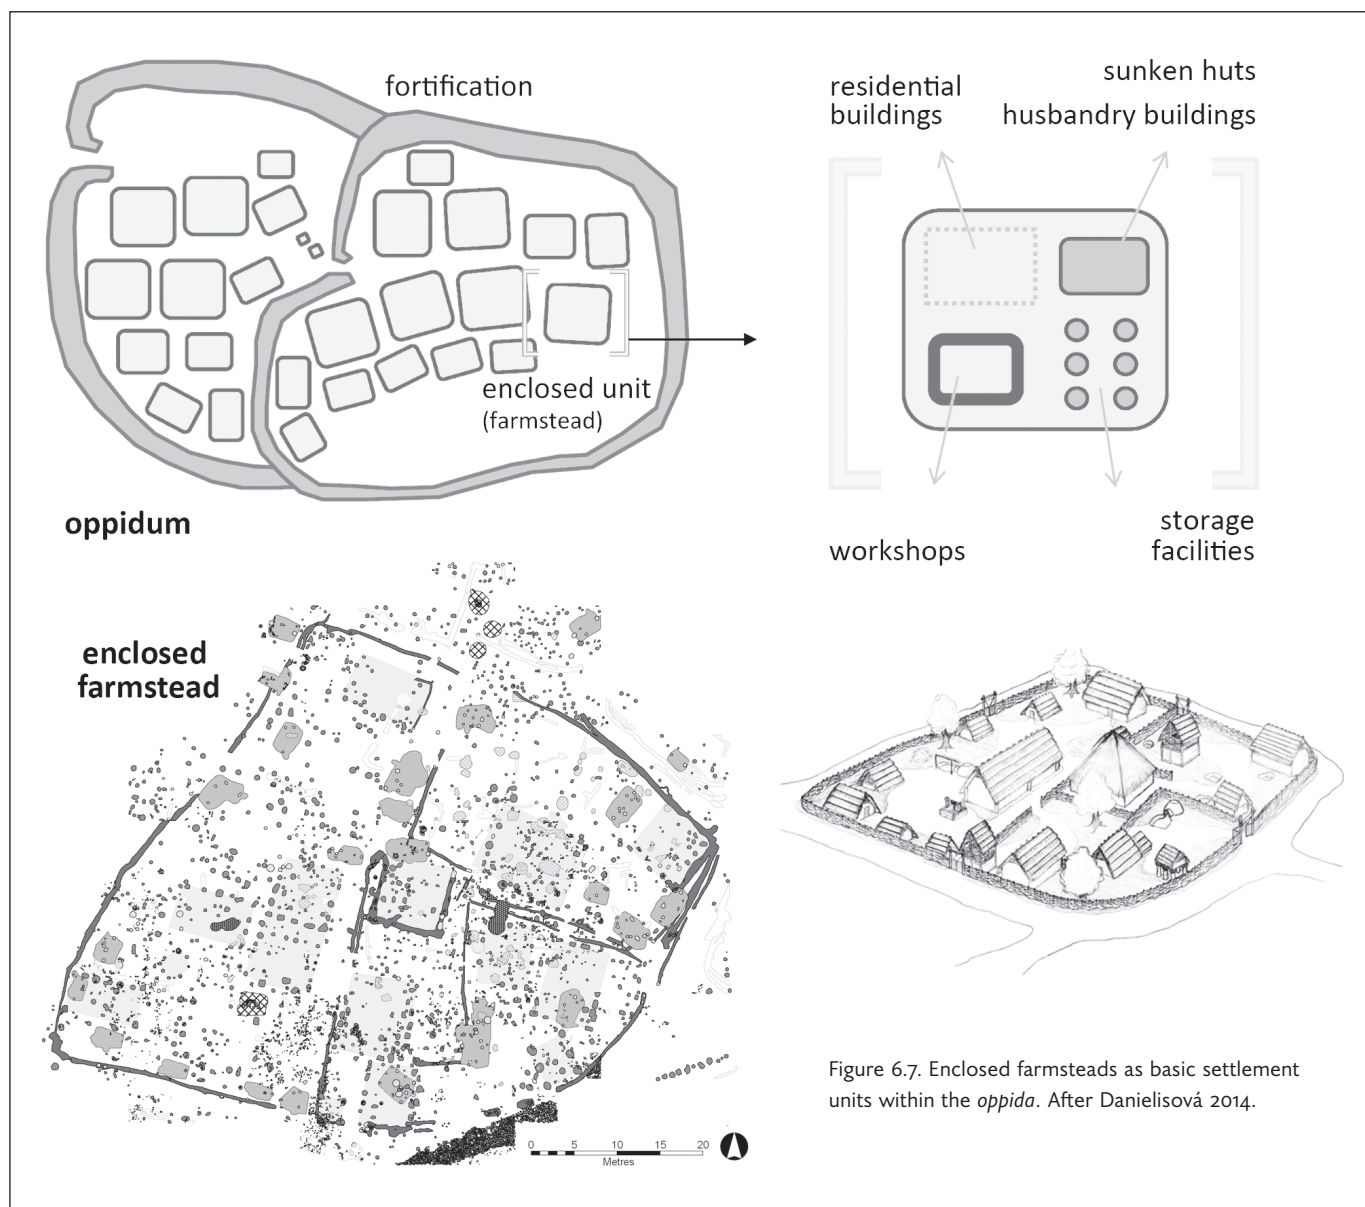 fortification
residential
buildings
sunken huts
husbandry buildings
enclosed unit
(farmstead)
oppidum
workshops
storage
facilities
enclosed
farmstead
0 5 10 15 20
Metres
Figure 6.7. Enclosed farmsteads as basic settlement
units within the oppida. After Danielisová 2014.